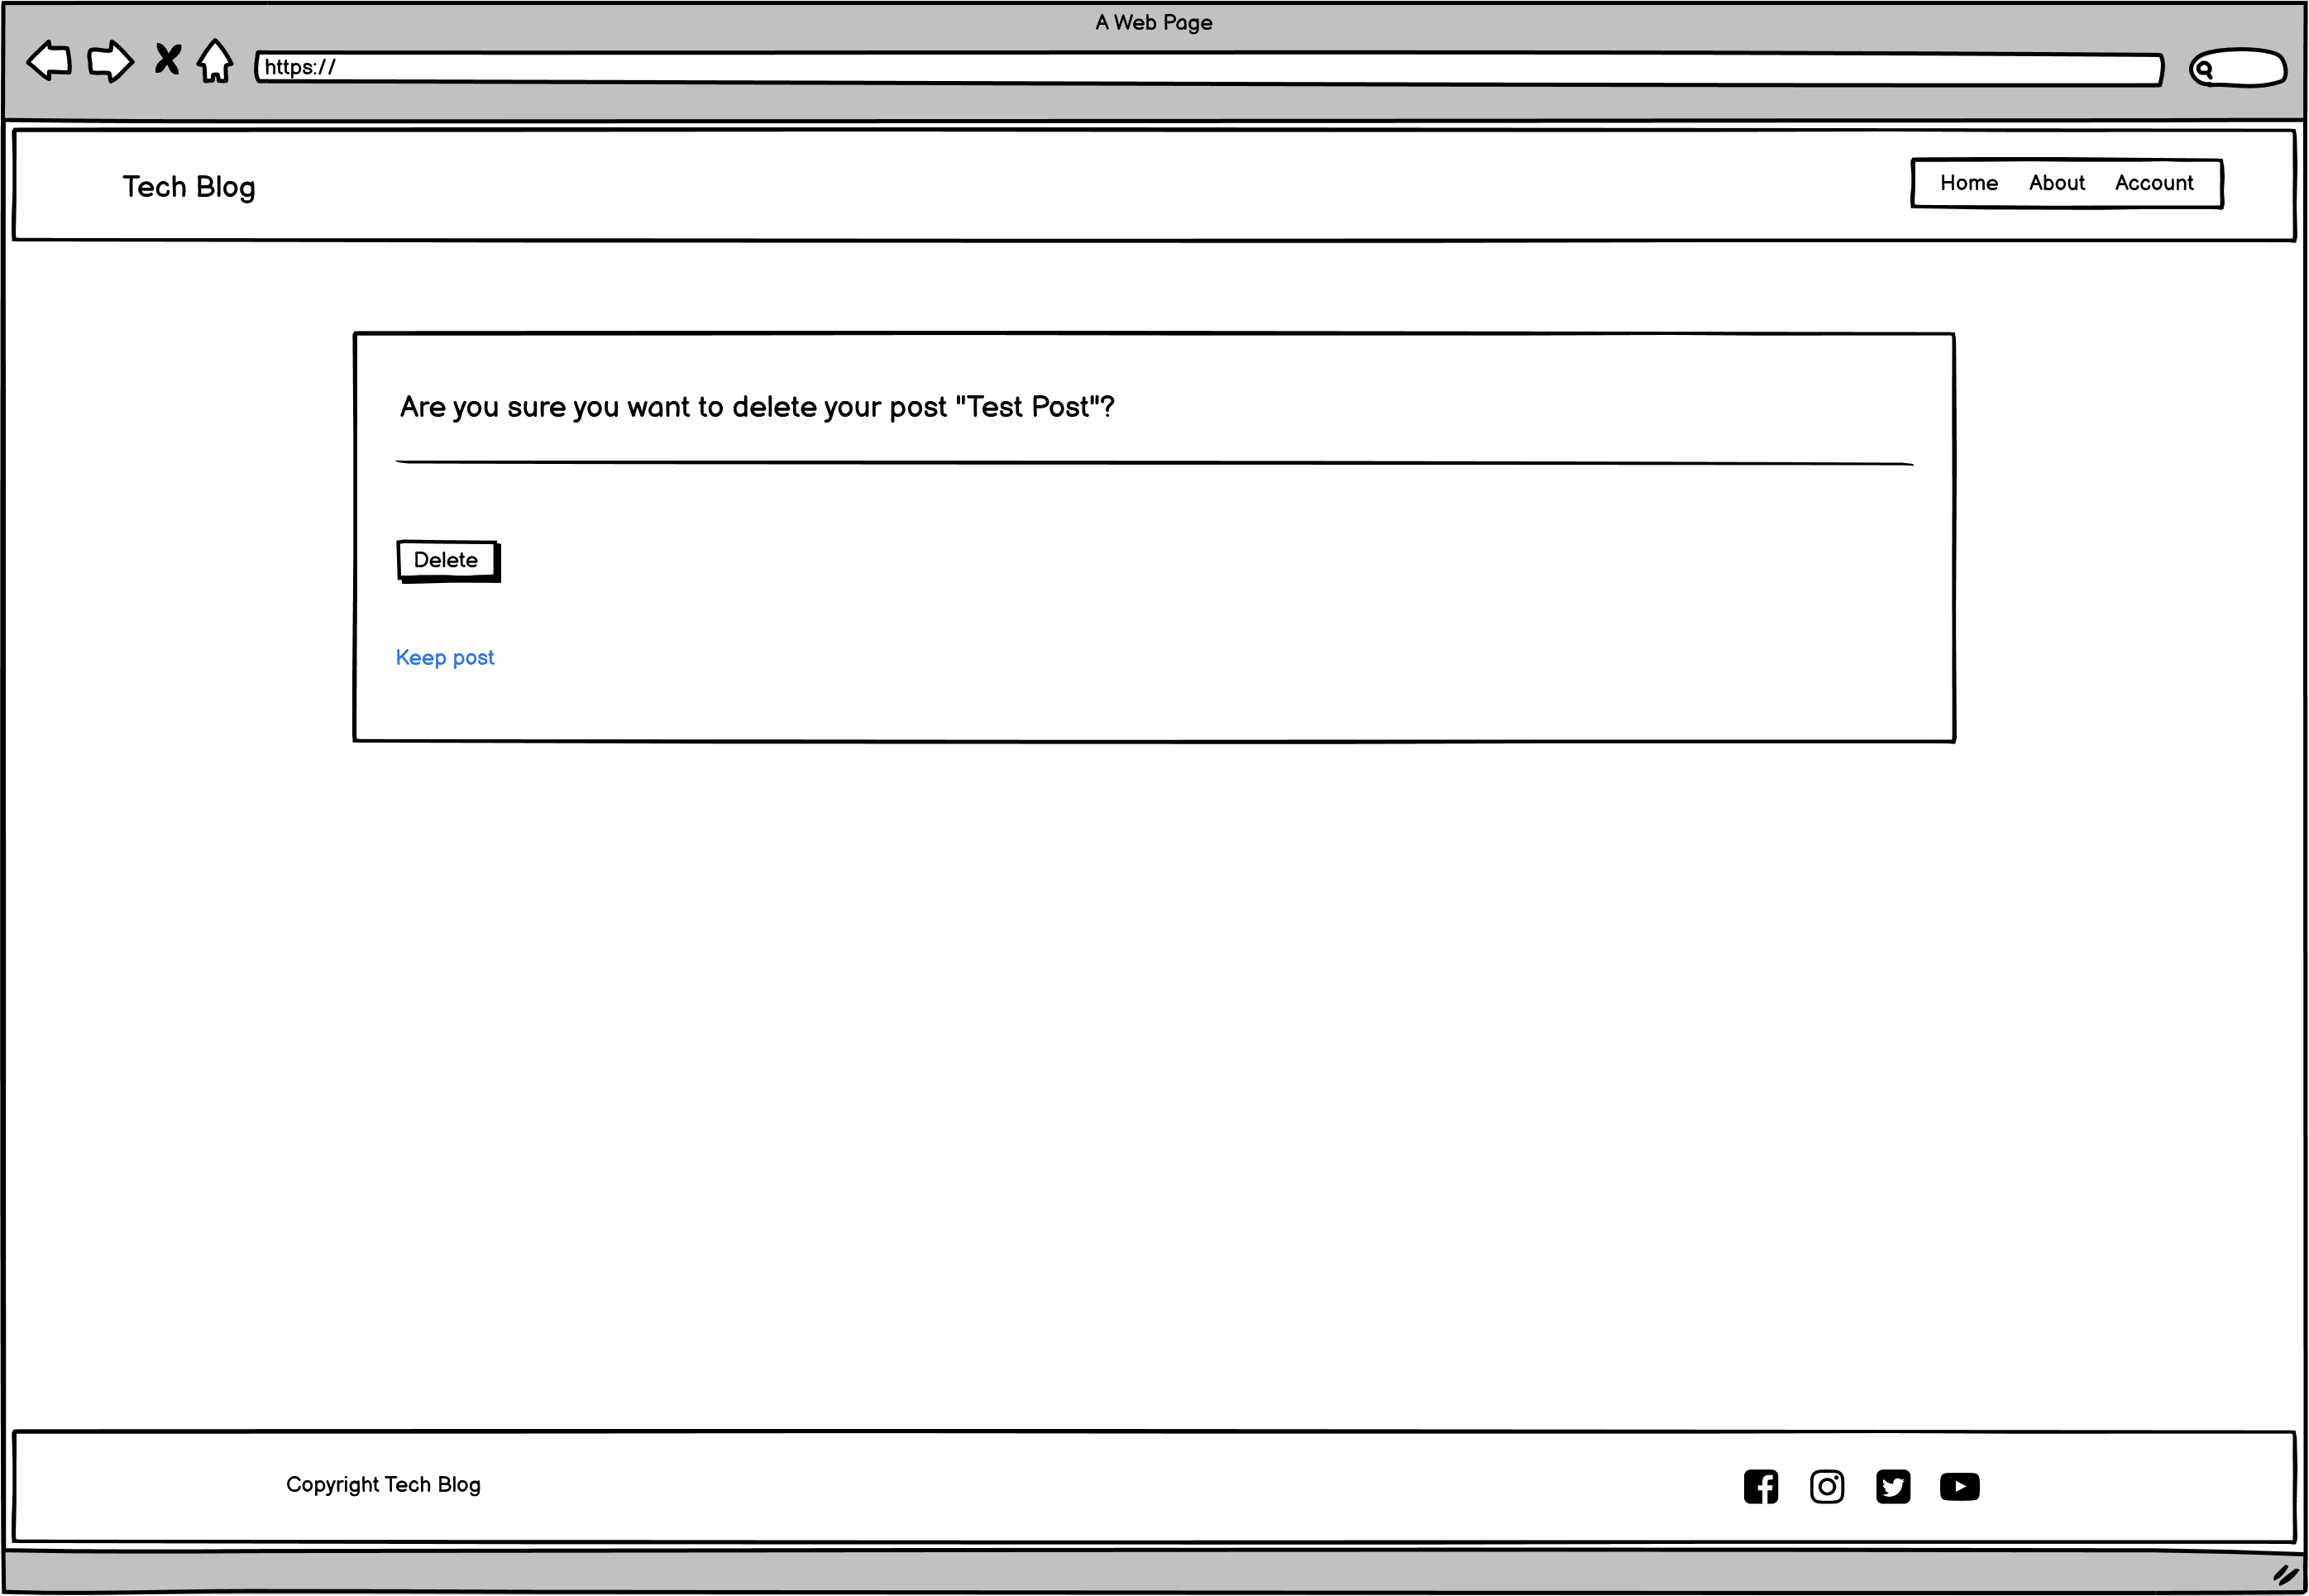 A Web Page
https://
Tech Blog
Home About Account
Are you sure you want to delete your post "Test Post"?
Delete
Keep post
Copyright Tech Blog